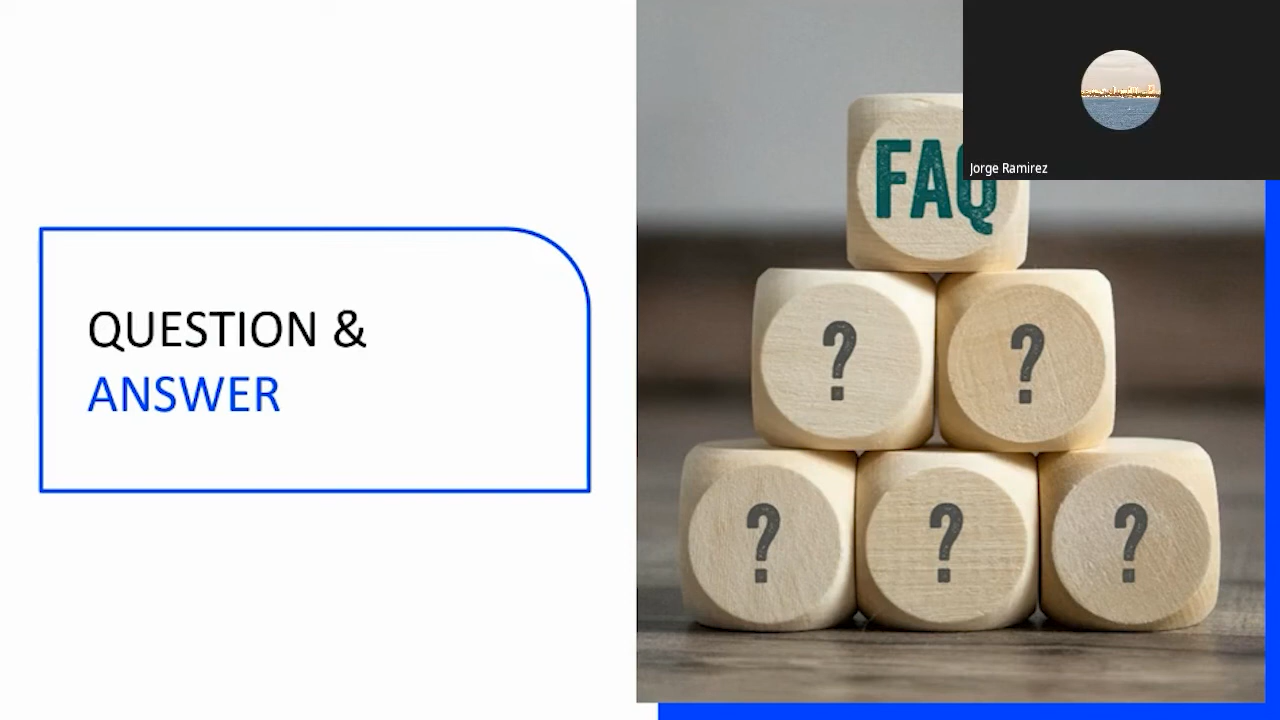 QUESTION &
ANSWER
FAQ
? ?
? ? ?
Jorge Ramirez